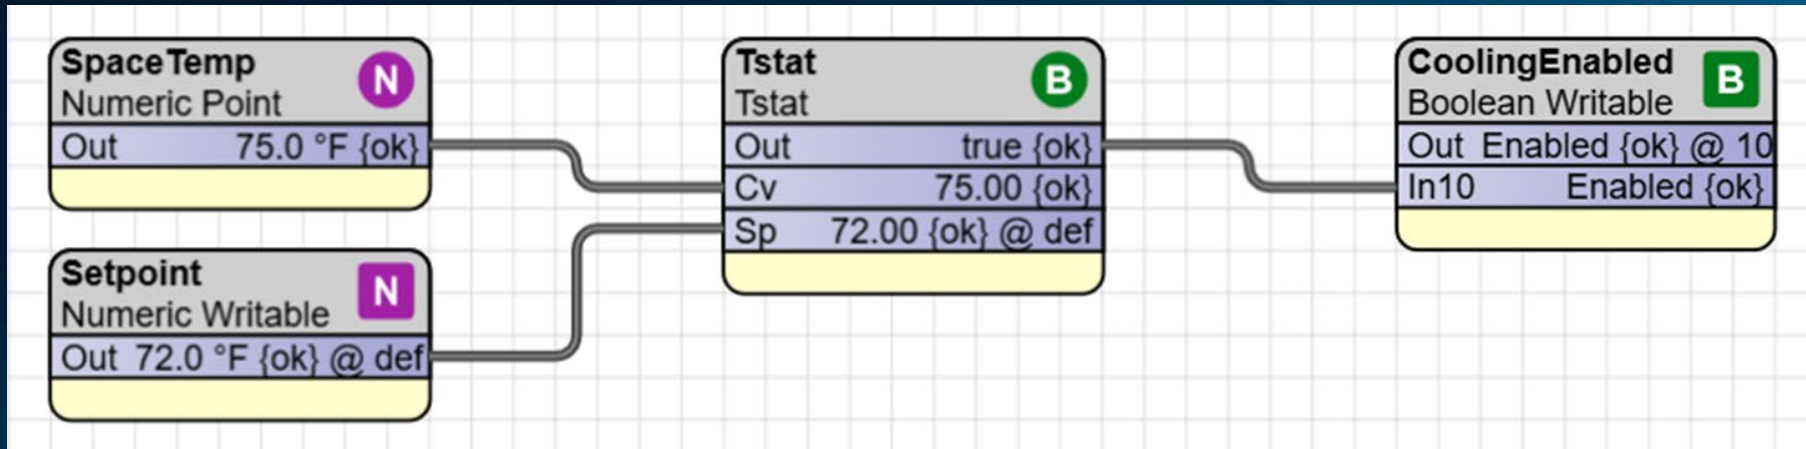 SpaceTemp
Numeric Point
N
Out 75.0 °F {ok}
Setpoint
Numeric Writable
N
Out 72.0 °F {ok} @ def
Tstat
Tstat
B
Out true {ok}
Cv 75.00 {ok}
Sp 72.00 {ok} @ def
CoolingEnabled
Boolean Writable
B
Out Enabled {ok} @ 10
In10 Enabled {ok}